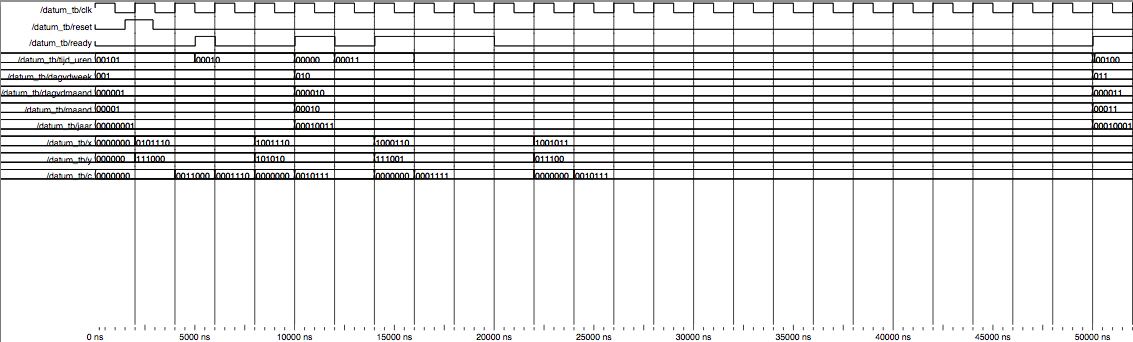 /datum_tb/clk
/datum_tb/reset
/datum_tb/ready
/datum_tb/tijd_uren 00101 00010 00000 00011 00100
/datum_tb/dagvdweek 001 010 011
/datum_tb/dagvdmaand 000001 000010 000011
/datum_tb/maand 00001 00010 00011
/datum_tb/jaar 00000001 00010011 00010001
/datum_tb/x 0000000 0101110 1001110 1000110 1001011
/datum_tb/y 000000 111000 101010 111001 011100
/datum_tb/c 0000000 0011000 0001110 0000000 0010111 0000000 0001111 0000000 0010111
0 ns 5000 ns 10000 ns 15000 ns 20000 ns 25000 ns 30000 ns 35000 ns 40000 ns 45000 ns 50000 ns